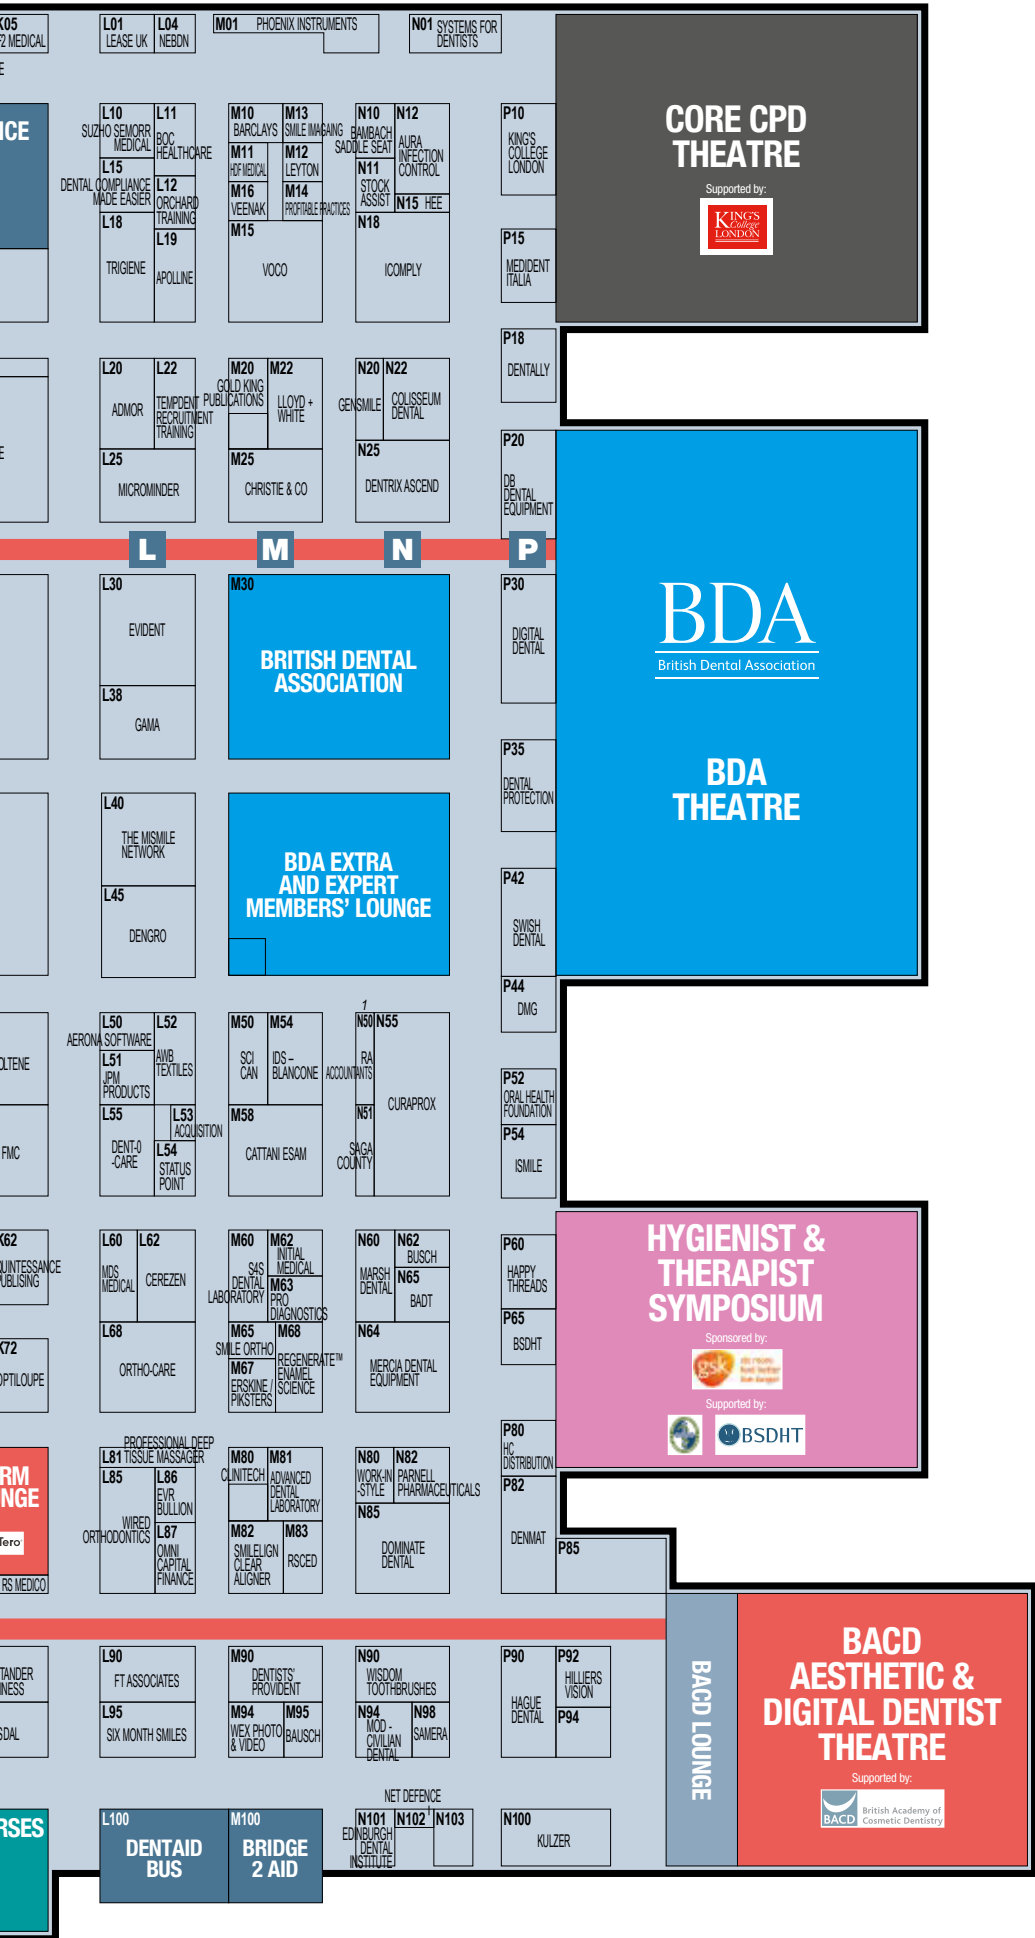 K05
F2 MEDICAL
E
L01
LEASE UK
L04
NEBDN
M01 PHOENIX INSTRUMENTS
N01 SYSTEMS FOR
DENTISTS
ICE
L10
SUZHO SEMORR
MEDICAL
L11
BOC
HEALTHCARE
L15
DENTAL COMPLIANCE
MADE EASIER
L12
ORCHARD
TRAINING
L18
TRIGIENE
L19
APOLLINE
M10
BARCLAYS
M13
SMILE IMAGAING
M11
HDF MEDICAL
M12
LEYTON
M16
VEENAK
M14
PROFITABLE PRACTICES
M15
VOCO
N10
BAMBACH
SADDLE SEAT
N12
AURA
INFECTION
CONTROL
N11
STOCK
ASSIST
N15 HEE
N18
ICOMPLY
P10
KING'S
COLLEGE
LONDON
P15
MEDIDENT
ITALIA
P18
DENTALLY
CORE CPD
THEATRE
Supported by:
KING'S
College
LONDON
E
L20
ADMOR
L22
TEMPDENT
RECRUITMENT
TRAINING
L25
MICROMINDER
M20
GOLD KING
PUBLICATIONS
M22
LLOYD +
WHITE
M25
CHRISTIE & CO
N20
GENSMILE
N22
COLISSEUM
DENTAL
N25
DENTRIX ASCEND
P20
DB
DENTAL
EQUIPMENT
L
M
N
P
L30
EVIDENT
L38
GAMA
M30
BRITISH DENTAL
ASSOCIATION
P30
DIGITAL
DENTAL
P35
DENTAL
PROTECTION
BDA
British Dental Association
BDA
THEATRE
L40
THE MISMILE
NETWORK
L45
DENGRO
BDA EXTRA
AND EXPERT
MEMBERS' LOUNGE
P42
SWISH
DENTAL
P44
DMG
OLTENE
FMC
L50
AERONA SOFTWARE
L52
AWB
TEXTILES
L51
JPM
PRODUCTS
L55
DENT-0
-CARE
L53
ACQUISITION
L54
STATUS
POINT
M50
SCI
CAN
M54
IDS –
BLANCONE
M58
CATTANI ESAM
1
N50
RA
ACCOUNTANTS
N55
CURAPROX
N51
SAGA
COUNTY
P52
ORAL HEALTH
FOUNDATION
P54
ISMILE
K62
QUINTESSANCE
PUBLISING
K72
OPTILOUPE
L60
MDS
MEDICAL
L62
CEREZEN
L68
ORTHO-CARE
M60
S4S
DENTAL
LABORATORY
M62
INITIAL
MEDICAL
M63
PRO
DIAGNOSTICS
M65
SMILE ORTHO
M68
REGENERATE™
ENAMEL
SCIENCE
M67
ERSKINE /
PIKSTERS
N60
MARSH
DENTAL
N62
BUSCH
N65
BADT
N64
MERCIA DENTAL
EQUIPMENT
P60
HAPPY
THREADS
P65
BSDHT
HYGIENIST &
THERAPIST
SYMPOSIUM
Sponsored by:
gsk
Supported by:
BSDHT
RM
NGE
Tero
RS MEDICO
PROFESSIONAL DEEP
L81 TISSUE MASSAGER
L85
WIRED
ORTHODONTICS
L86
EVR
BULLION
L87
OMNI
CAPITAL
FINANCE
M80
CLINITECH
M81
ADVANCED
DENTAL
LABORATORY
M82
SMILELIGN
CLEAR
ALIGNER
M83
RSCED
N80
WORK-IN
-STYLE
N82
PARNELL
PHARMACEUTICALS
N85
DOMINATE
DENTAL
P80
HC
DISTRIBUTION
P82
DENMAT
P85
TANDER
INESS
SDAL
L90
FT ASSOCIATES
L95
SIX MONTH SMILES
M90
DENTISTS'
PROVIDENT
M94
WEX PHOTO
& VIDEO
M95
BAUSCH
N90
WISDOM
TOOTHBRUSHES
N94
MOD -
CIVILIAN
DENTAL
N98
SAMERA
P90
HAGUE
DENTAL
P92
HILLIERS
VISION
P94
BACD LOUNGE
BACD
AESTHETIC &
DIGITAL DENTIST
THEATRE
Supported by:
BACD
British Academy of
Cosmetic Dentistry
RSES
L100
DENTAID
BUS
M100
BRIDGE
2 AID
NET DEFENCE
N101
EDINBURGH
DENTAL
INSTITUTE
N102
N103
N100
KULZER